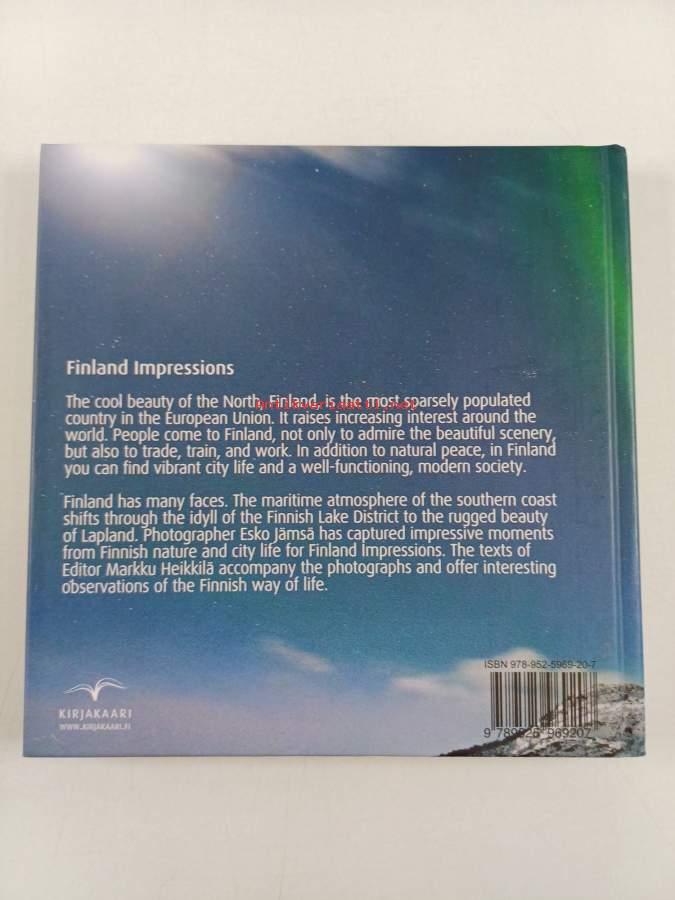 Finland Impressions
The cool beauty of the North, Finland, is the most sparsely populated
country in the European Union. It raises increasing interest around the
world. People come to Finland, not only to admire the beautiful scenery,
but also to trade, train, and work. In addition to natural peace, in Finland
you can find vibrant city life and a well-functioning, modern society.
Finland has many faces. The maritime atmosphere of the southern coast
shifts through the idyll of the Finnish Lake District to the rugged beauty
of Lapland. Photographer Esko Jämsä has captured impressive moments
from Finnish nature and city life for Finland Impressions. The texts of
Editor Markku Heikkilä accompany the photographs and offer interesting
observations of the Finnish way of life.
ISBN 978-952-5969-20-7
9 789525 969207
KIRJAKAARI
WWW.KIRJAKAARI.FI